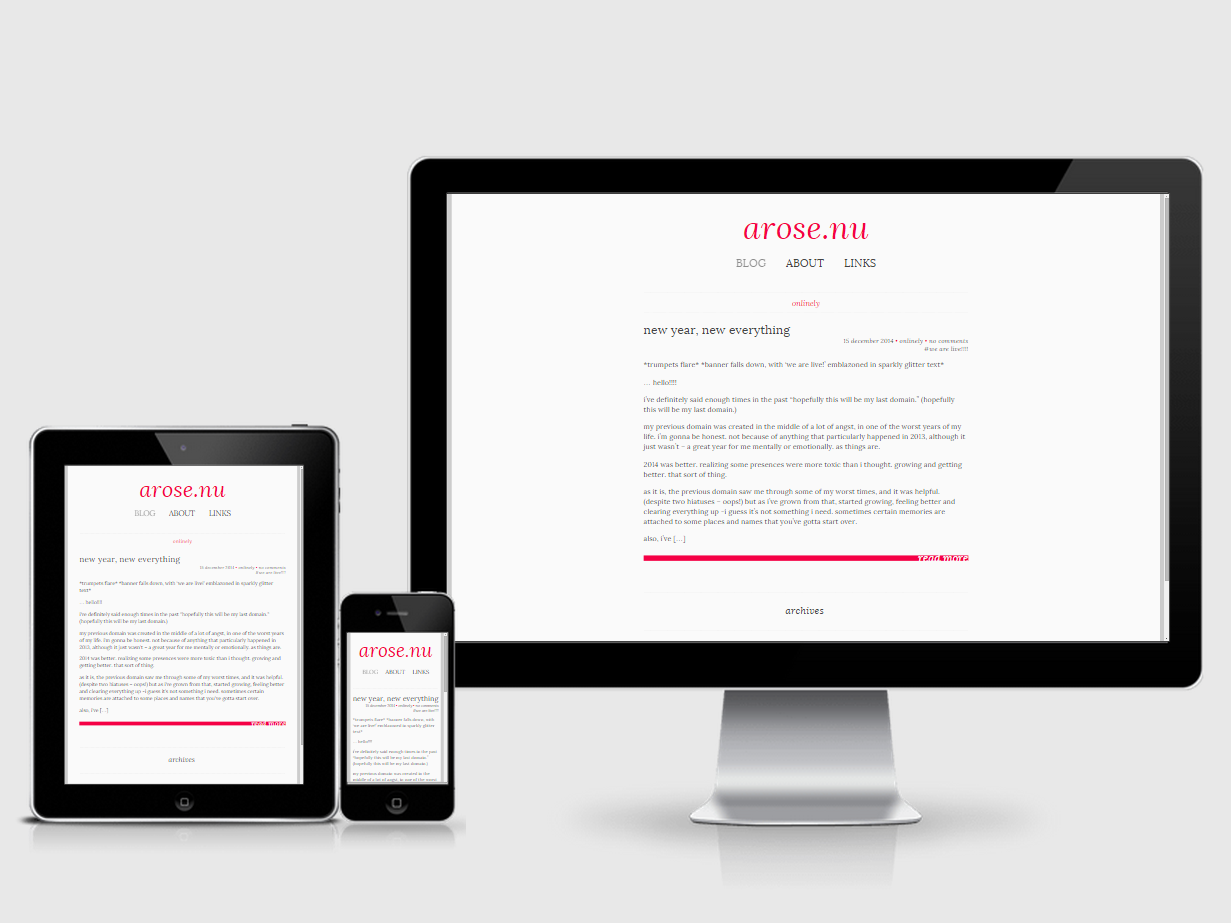 arose.nu
BLOG ABOUT LINKS
onlinely
new year, new everything
15 december 2014 • onlinely • no comments
# we are live!!!!!
*trumpets flare* *banner falls down, with 'we are live!' emblazoned in sparkly glitter text*
... hello!!!!!
i've definitely said enough times in the past “hopefully this will be my last domain.” (hopefully
this will be my last domain.)
my previous domain was created in the middle of a lot of angst, in one of the worst years of my
life. i'm gonna be honest. not because of anything that particularly happened in 2013, although it
just wasn't – a great year for me mentally or emotionally. as things are.
2014 was better. realizing some presences were more toxic than i thought. growing and getting
better. that sort of thing.
as it is, the previous domain saw me through some of my worst times, and it was helpful.
(despite two hiatuses – oops!) but as i've grown from that, started growing, feeling better and
clearing everything up -i guess it's not something i need. sometimes certain memories are
attached to some places and names that you've gotta start over.
also, i've [...]
read more
archives
arose.nu
BLOG ABOUT LINKS
onlinely
new year, new everything
15 december 2014 • onlinely • no comments
# we are live!!!!!
*trumpets flare* *banner falls down, with 'we are live!' emblazoned in sparkly glitter
text*
... hello!!!!!
i've definitely said enough times in the past “hopefully this will be my last domain.”
(hopefully this will be my last domain.)
my previous domain was created in the middle of a lot of angst, in one of the worst years
of my life. i'm gonna be honest. not because of anything that particularly happened in
2013, although it just wasn't – a great year for me mentally or emotionally. as things are.
2014 was better. realizing some presences were more toxic than i thought. growing and
getting better. that sort of thing.
as it is, the previous domain saw me through some of my worst times, and it was helpful.
(despite two hiatuses – oops!) but as i've grown from that, started growing, feeling better
and clearing everything up -i guess it's not something i need. sometimes certain
memories are attached to some places and names that you've gotta start over.
also, i've [...]
read more
archives
arose.nu
BLOG ABOUT LINKS
new year, new everything
15 december 2014 • onlinely • no comments
# we are live!!!!!
*trumpets flare* *banner falls down, with
'we are live!' emblazoned in sparkly glitter
text*
... hello!!!!!
i've definitely said enough times in the past
“hopefully this will be my last domain.”
(hopefully this will be my last domain.)
my previous domain was created in the
middle of a lot of angst, in one of the worst